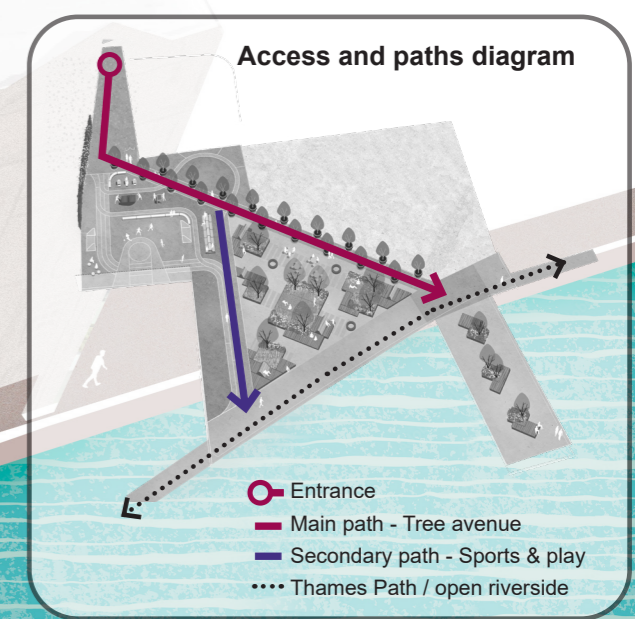 Access and paths diagram
Entrance
Main path - Tree avenue
Secondary path - Sports & play
Thames Path / open riverside